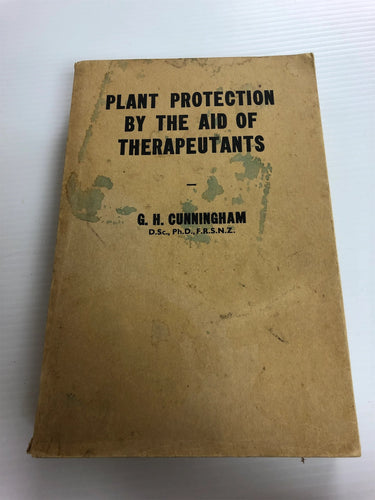 PLANT PROTECTION
BY THE AID OF
THERAPEUTANTS
—
G. H. CUNNINGHAM
D.Sc., Ph.D., F.R.S.N.Z.